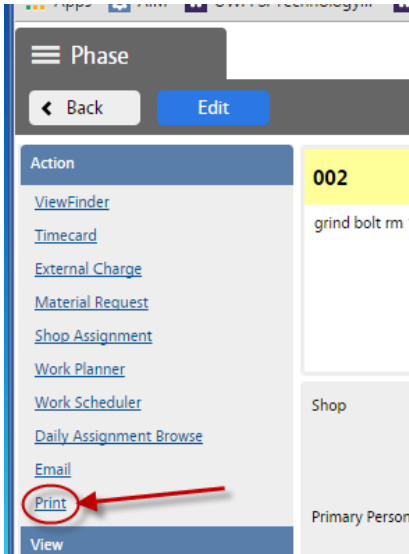 Phase
Back
Edit
Action
ViewFinder
Timecard
External Charge
Material Request
Shop Assignment
Work Planner
Work Scheduler
Daily Assignment Browse
Email
Print
View
002
grind bolt rm
Shop
Primary Person